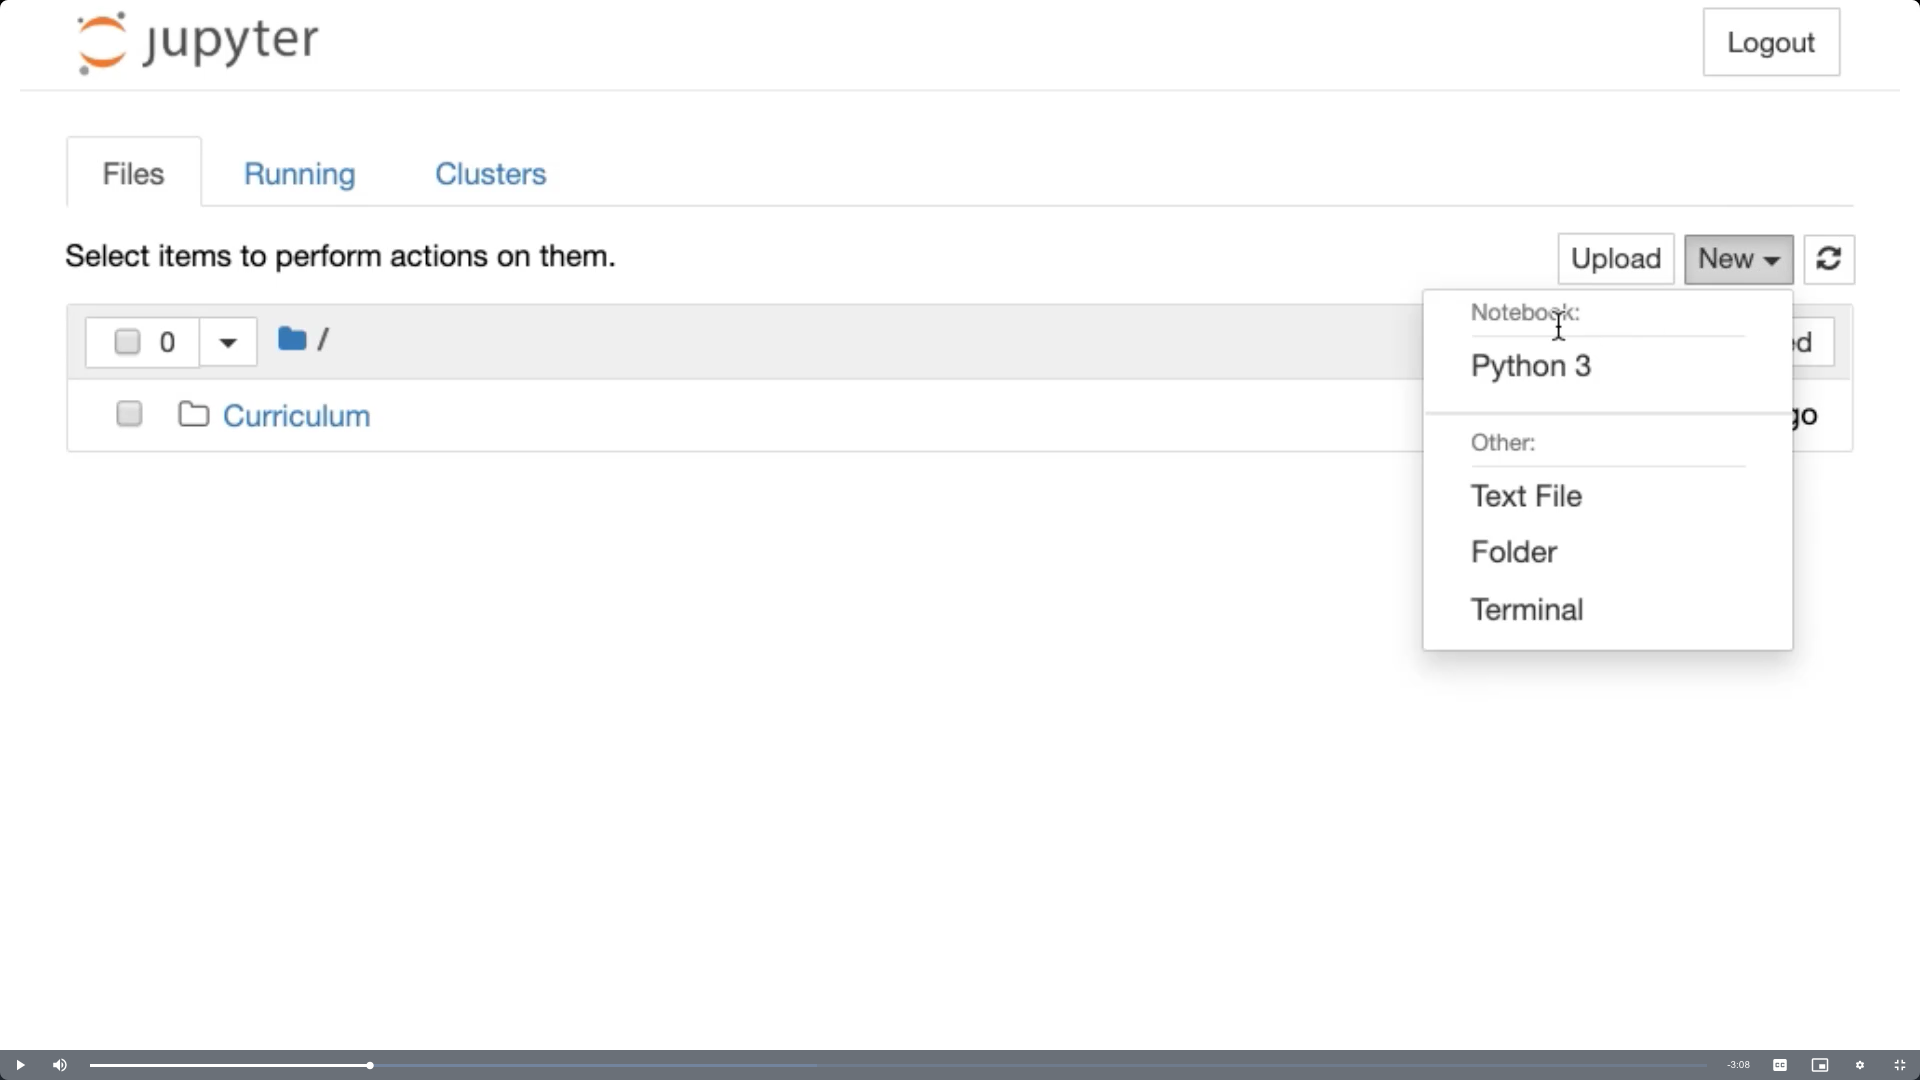 jupyter
Logout
Files Running Clusters
Select items to perform actions on them.
Upload New
Notebook:
0 /
Python 3
Curriculum
Other:
Text File
Folder
Terminal
-3:08
CC